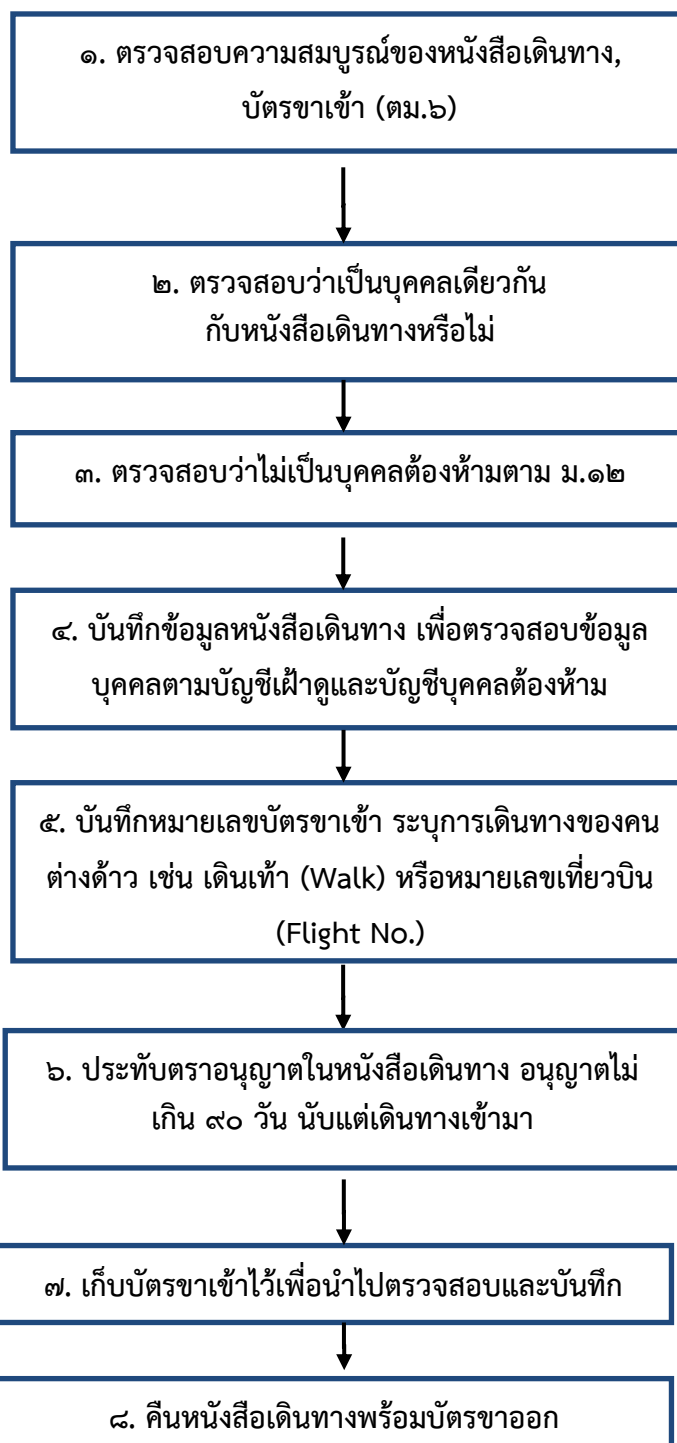 ๑. ตรวจสอบความสมบูรณ์ของหนังสือเดินทาง,
บัตรขาเข้า (ตม.๖)
๒. ตรวจสอบว่าเป็นบุคคลเดียวกัน
กับหนังสือเดินทางหรือไม่
๓. ตรวจสอบว่าไม่เป็นบุคคลต้องห้ามตาม ม.๑๒
๔. บันทึกข้อมูลหนังสือเดินทาง เพื่อตรวจสอบข้อมูล
บุคคลตามบัญชีเฝ้าดูและบัญชีบุคคลต้องห้าม
๕. บันทึกหมายเลขบัตรขาเข้า ระบุการเดินทางของคน
ต่างด้าว เช่น เดินเท้า (Walk) หรือหมายเลขเที่ยวบิน
(Flight No.)
๖. ประทับตราอนุญาตในหนังสือเดินทาง อนุญาตไม่
เกิน ๙๐ วัน นับแต่เดินทางเข้ามา
๗. เก็บบัตรขาเข้าไว้เพื่อนำไปตรวจสอบและบันทึก
๘. คืนหนังสือเดินทางพร้อมบัตรขาออก